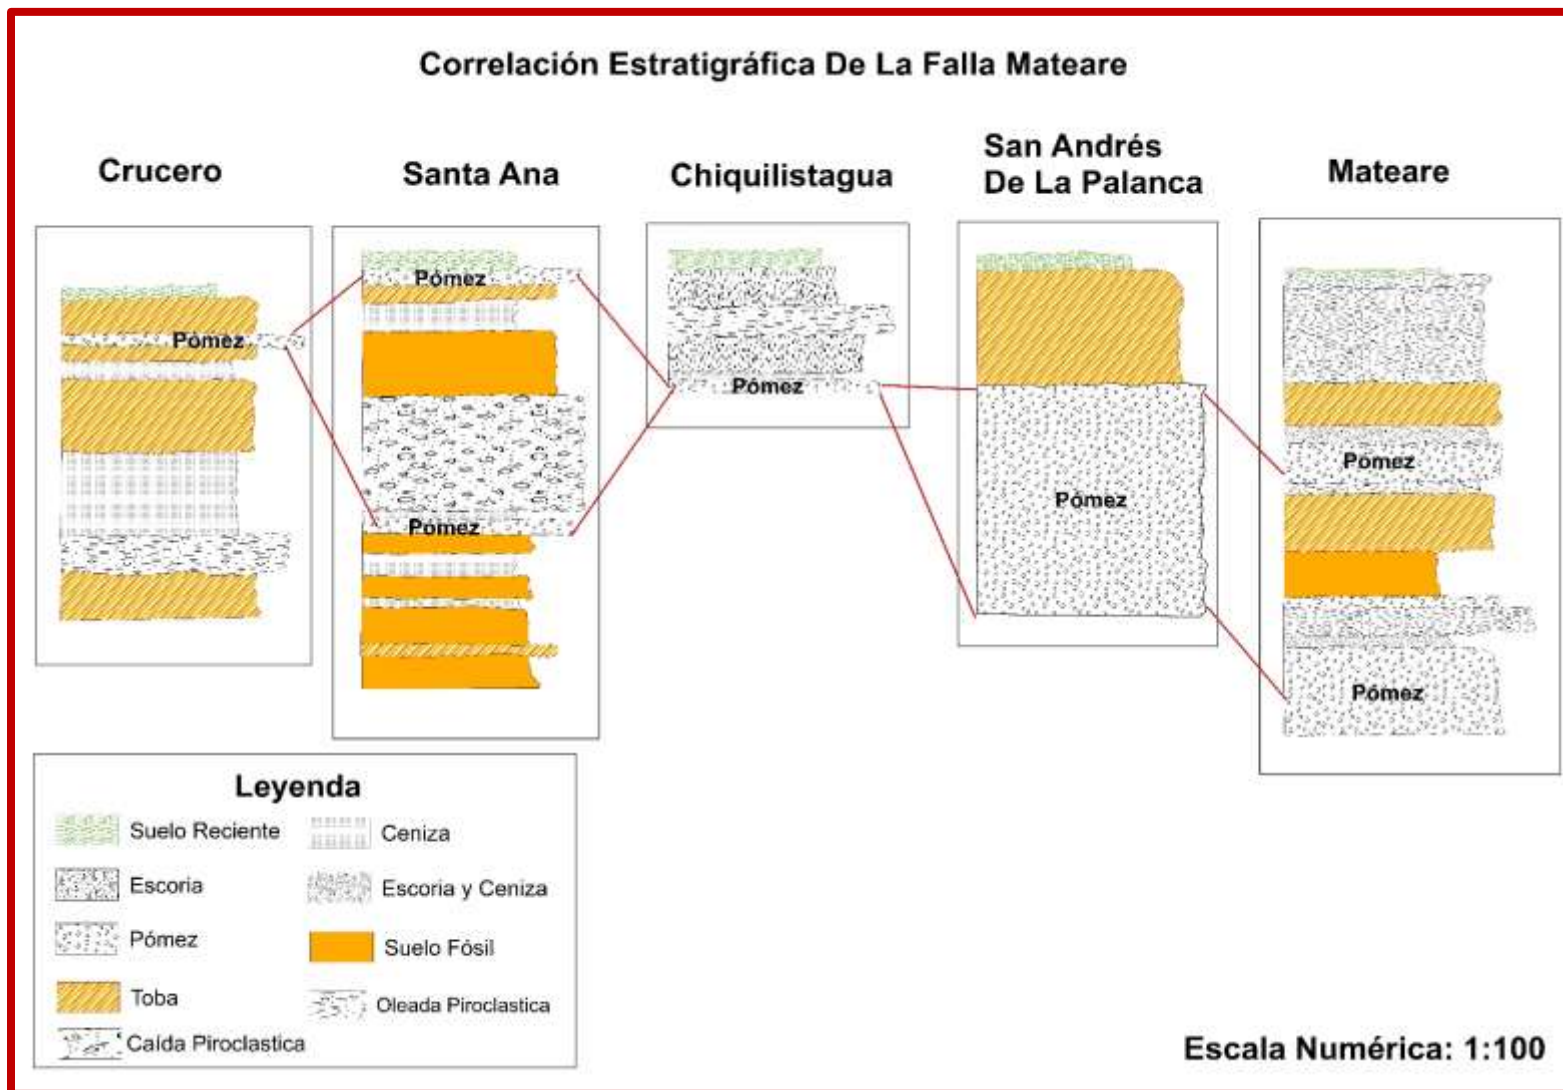 Correlación Estratigráfica De La Falla Mateare
Crucero
Santa Ana
Chiquilistagua
San Andrés
De La Palanca
Mateare
Pómez
Pómez
Pomez
Pómez
Pómez
Pómez
Pómez
Leyenda
Suelo Reciente
Ceniza
Escoria
Escoria y Ceniza
Pómez
Suelo Fósil
Toba
Oleada Piroclastica
Caída Piroclastica
Escala Numérica: 1:100